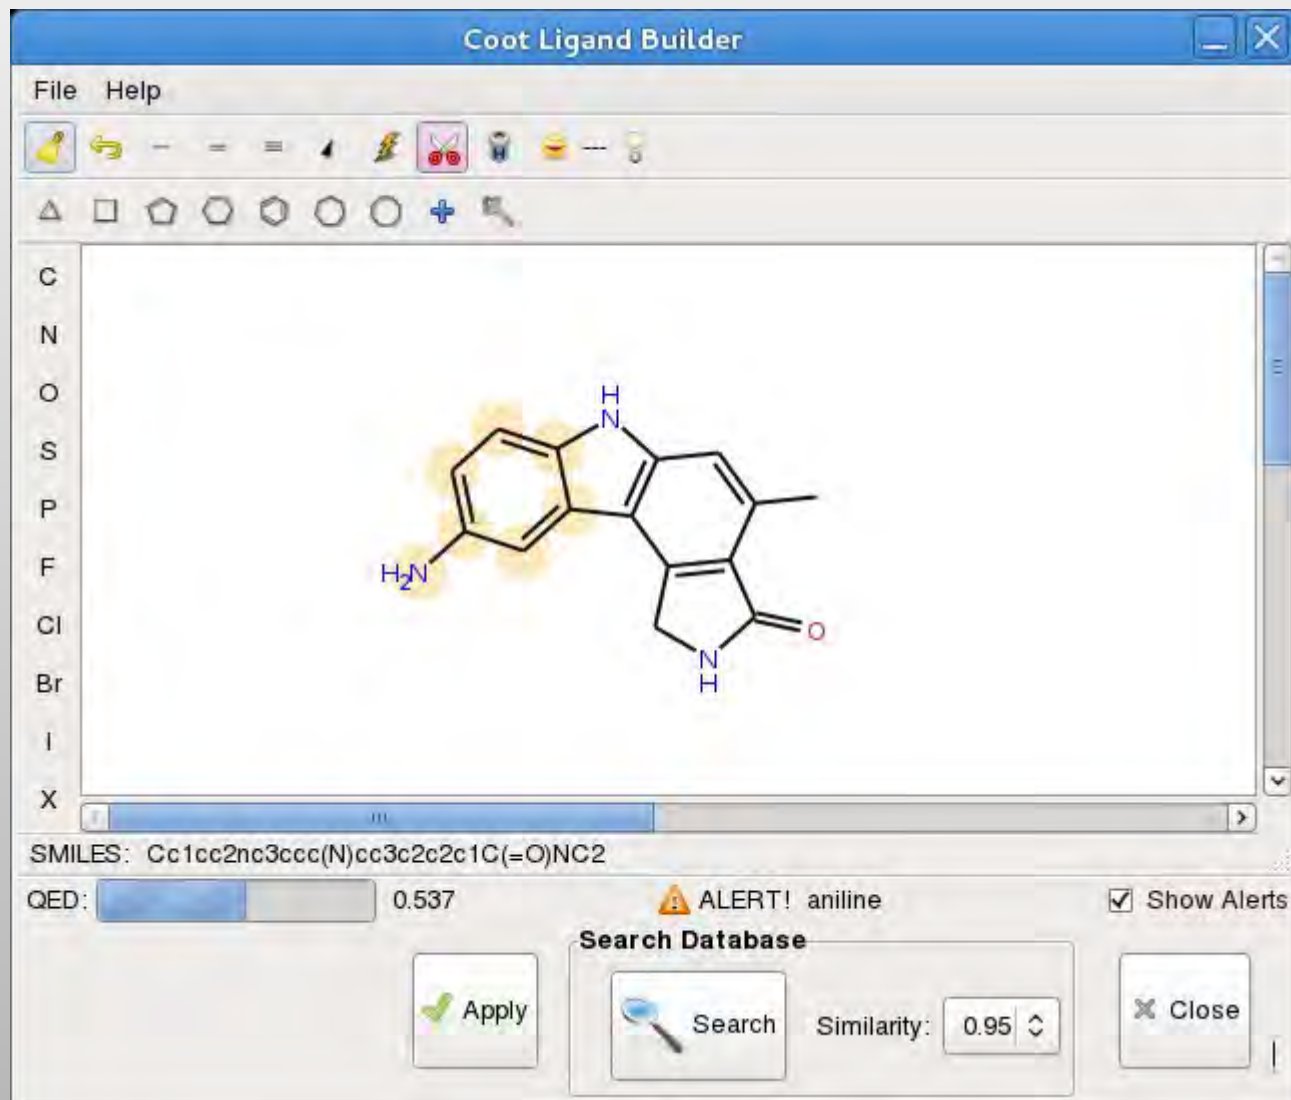 Coot Ligand Builder
File Help
C
N
O
S
P
F
Cl
Br
I
X
H
N
H2N
O
N
H
SMILES: Cc1cc2nc3ccc(N)cc3c2c2c1C(=O)NC2
QED: 0.537 ALERT! aniline Show Alerts
Search Database
Apply Search Similarity: 0.95 Close